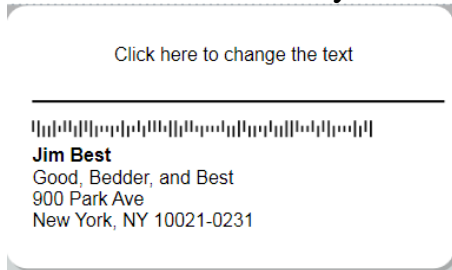 Click here to change the text
Jim Best
Good, Bedder, and Best
900 Park Ave
New York, NY 10021-0231